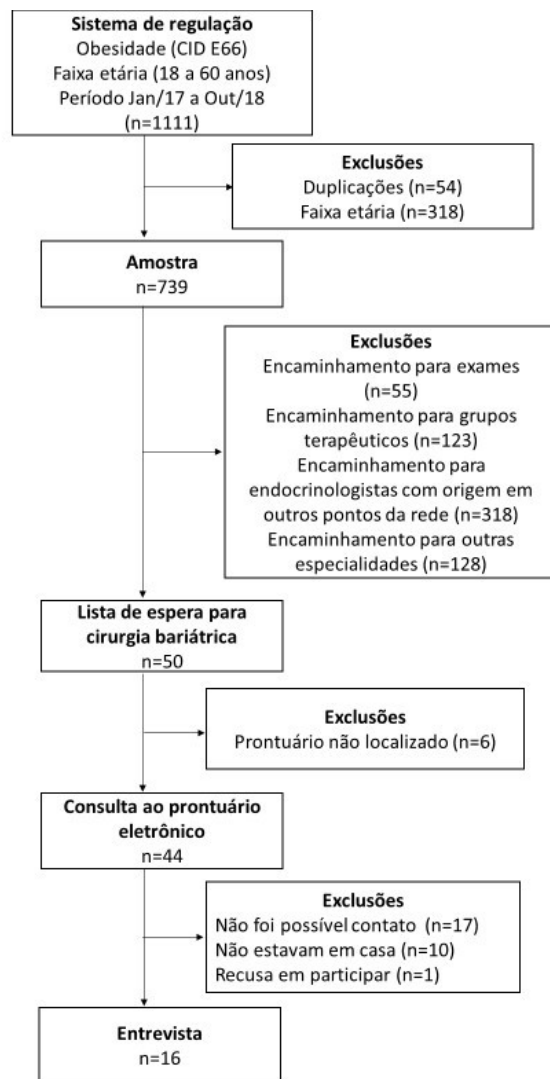 Sistema de regulação
Obesidade (CID E66)
Faixa etária (18 a 60 anos)
Período Jan/17 a Out/18
(n=1111)
Exclusões
Duplicações (n=54)
Faixa etária (n=318)
Amostra
n=739
Exclusões
Encaminhamento para exames
(n=55)
Encaminhamento para grupos
terapêuticos (n=123)
Encaminhamento para
endocrinologistas com origem em
outros pontos da rede (n=318)
Encaminhamento para outras
especialidades (n=128)
Lista de espera para
cirurgia bariátrica
n=50
Exclusões
Prontuário não localizado (n=6)
Consulta ao prontuário
eletrônico
n=44
Exclusões
Não foi possível contato (n=17)
Não estavam em casa (n=10)
Recusa em participar (n=1)
Entrevista
n=16